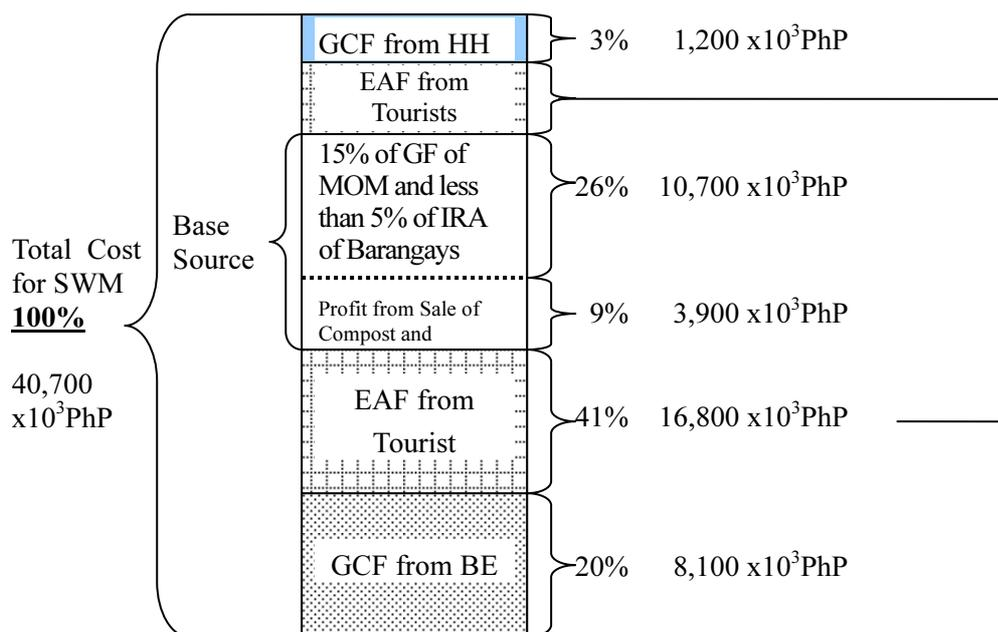 GCF from HH
3% 1,200 x10³PhP
EAF from
Tourists
15% of GF of
MOM and less
than 5% of IRA
of Barangays
26% 10,700 x10³PhP
Base
Source
Total Cost
for SWM
100%
40,700
x10³PhP
Profit from Sale of
Compost and
9% 3,900 x10³PhP
EAF from
Tourist
41% 16,800 x10³PhP
GCF from BE
20% 8,100 x10³PhP